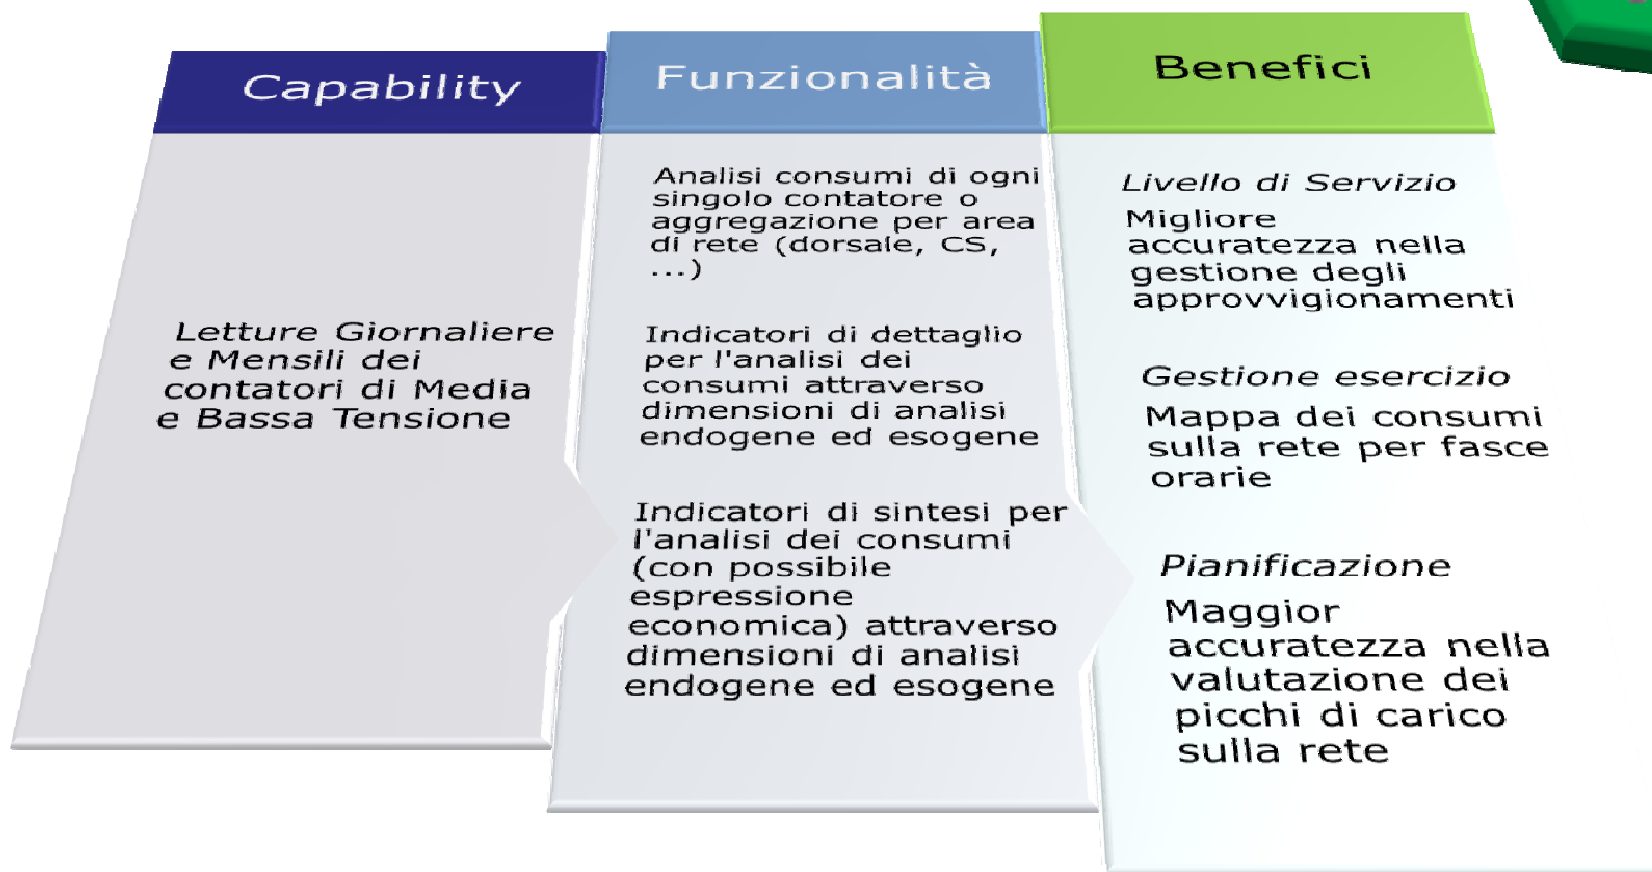 Capability
Letture Giornaliere
e Mensili dei
contatori di Media
e Bassa Tensione
Funzionalità
Analisi consumi di ogni
singolo contatore o
aggregazione per area
di rete (dorsale, CS,
...)
Indicatori di dettaglio
per l'analisi dei
consumi attraverso
dimensioni di analisi
endogene ed esogene
Indicatori di sintesi per
l'analisi dei consumi
(con possibile
espressione
economica) attraverso
dimensioni di analisi
endogene ed esogene
Benefici
Livello di Servizio
Migliore
accuratezza nella
gestione degli
approvvigionamenti
Gestione esercizio
Mappa dei consumi
sulla rete per fasce
orarie
Pianificazione
Maggior
accuratezza nella
valutazione dei
picchi di carico
sulla rete